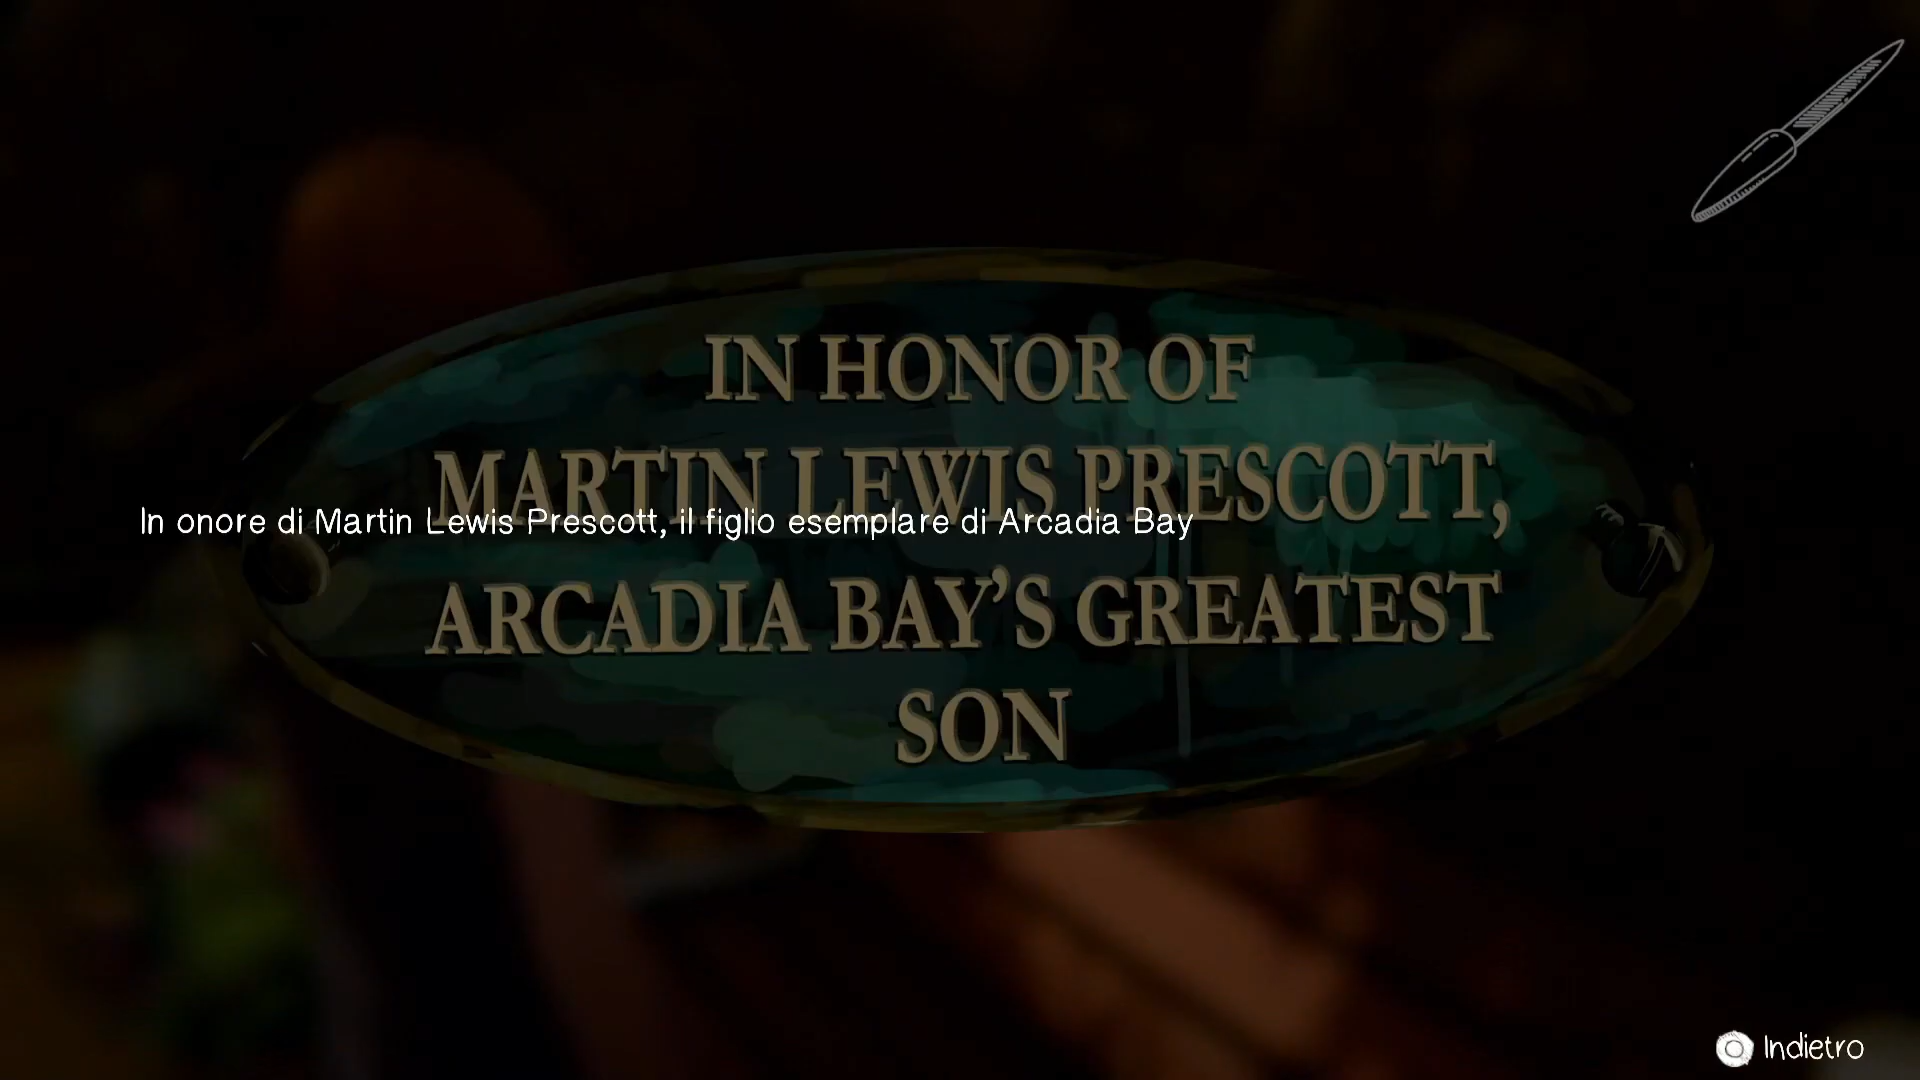 IN HONOR OF
MARTIN LEWIS PRESCOTT,
In onore di Martin Lewis Prescott, il figlio esemplare di Arcadia Bay
ARCADIA BAY'S GREATEST
SON
Indietro